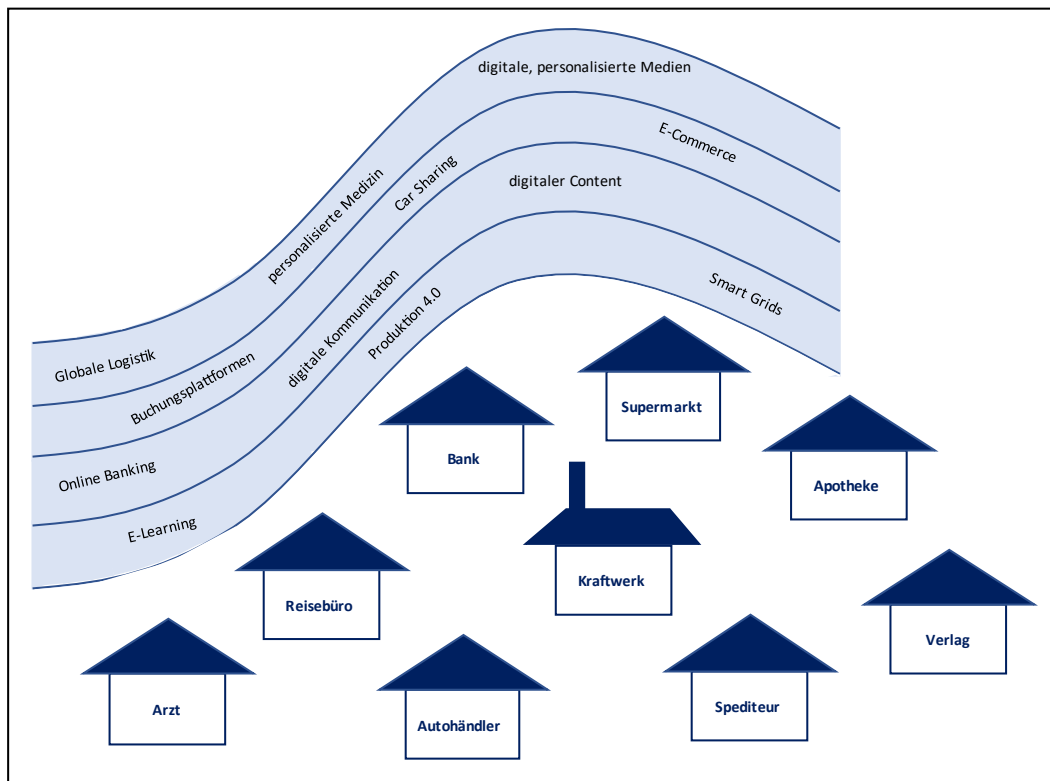 digitale, personalisierte Medien
E-Commerce
personalisierte Medizin
Car Sharing
digitaler Content
Globale Logistik
Buchungsplattformen
digitale Kommunikation
Produktion 4.0
Smart Grids
Online Banking
E-Learning
Supermarkt
Bank
Apotheke
Kraftwerk
Reisebüro
Verlag
Arzt
Autohändler
Spediteur